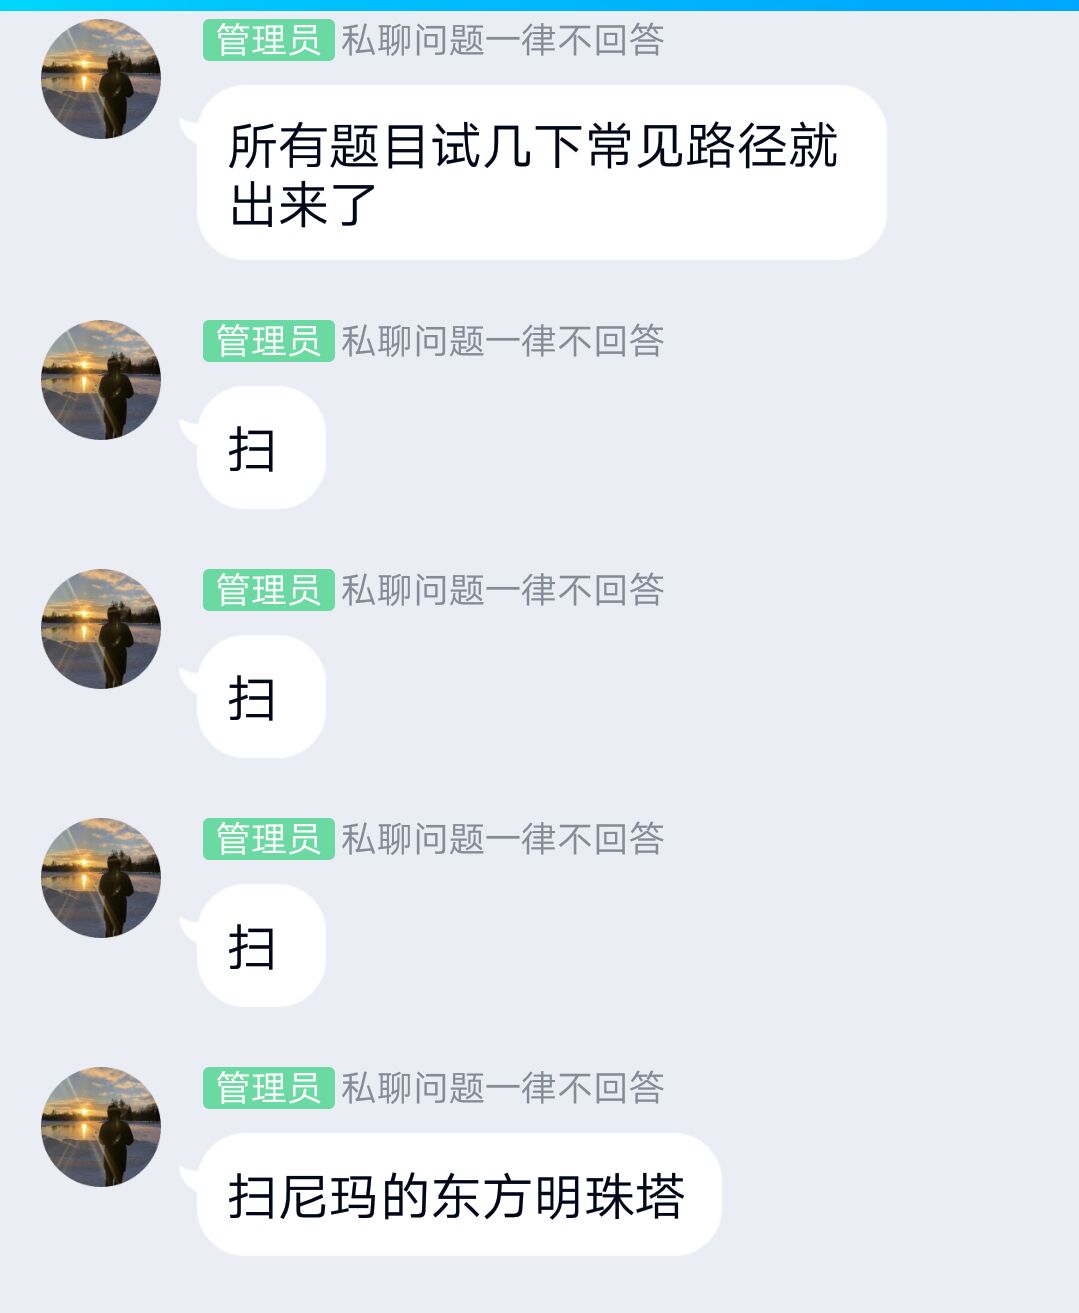 管理员 私聊问题一律不回答
所有题目试几下常见路径就
出来了
管理员 私聊问题一律不回答
扫
管理员 私聊问题一律不回答
扫
管理员 私聊问题一律不回答
扫
管理员 私聊问题一律不回答
扫尼玛的东方明珠塔